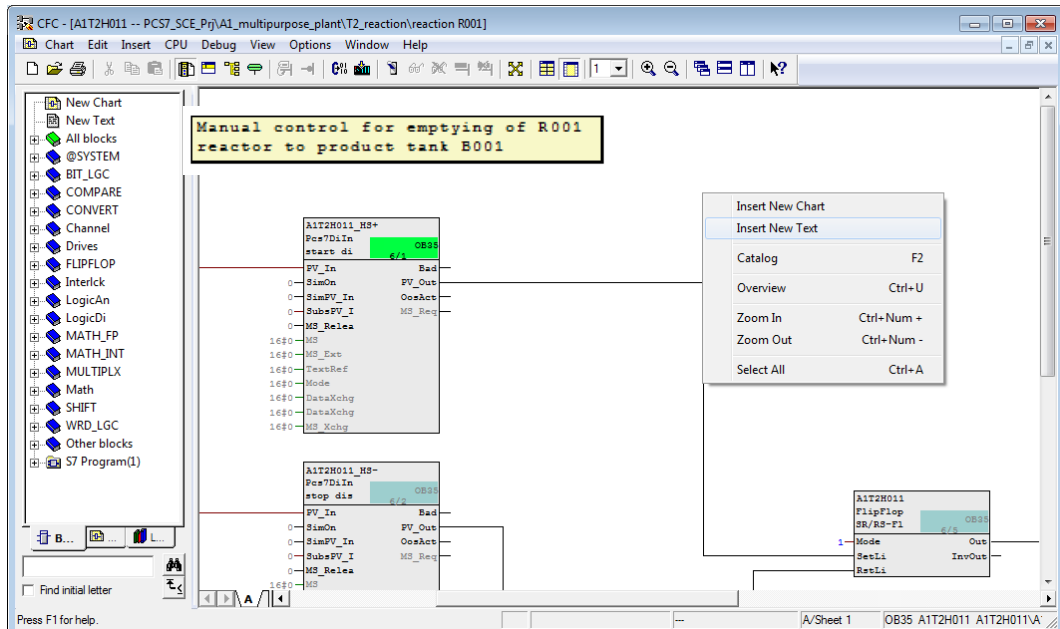 CFC - [A1T2H011 -- PCS7_SCE_Prj\A1_multipurpose_plant\T2_reaction\reaction R001]
Chart Edit Insert CPU Debug View Options Window Help
1
New Chart
New Text
All blocks
@SYSTEM
BIT_LGC
COMPARE
CONVERT
Channel
Drives
FLIPFLOP
Interlck
LogicAn
LogicDi
MATH_FP
MATH_INT
MULTIPLX
Math
SHIFT
WRD_LGC
Other blocks
S7 Program(1)
B... ... L...
Find initial letter
Manual control for emptying of R001
reactor to product tank B001
A1T2H011_HS+
Pcs7DiIn OB35
start di 6/1
PV_In Bad
0 SimOn PV_Out
0 SimPV_In OosAct
0 SubsPV_I MS_Req
0 MS_Relea
16#0 MS
16#0 MS_Ext
16#0 TextRef
16#0 Mode
16#0 DataXchg
16#0 DataXchg
16#0 MS_Xchg
A1T2H011_HS-
Pcs7DiIn OB35
stop dis 6/2
PV_In Bad
0 SimOn PV_Out
0 SimPV_In OosAct
0 SubsPV_I MS_Req
0 MS_Relea
16#0 MS
Insert New Chart
Insert New Text
Catalog F2
Overview Ctrl+U
Zoom In Ctrl+Num +
Zoom Out Ctrl+Num -
Select All Ctrl+A
A1T2H011
FlipFlop OB35
SR/RS-Fl 6/5
1 Mode Out
SetLi InvOut
RstLi
A
Press F1 for help. --- A/Sheet 1 OB35 A1T2H011 A1T2H011\A